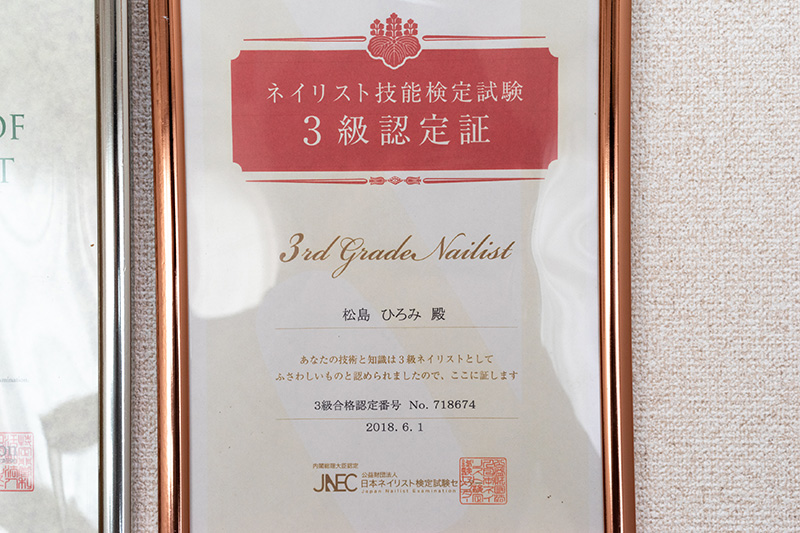 OF
T
ネイリスト技能検定試験
3級認定証
3rd Grade Nailist
松島 ひろみ 殿
あなたの技術と知識は3級ネイリストとして
ふさわしいものと認められましたので、ここに証します
3級合格認定番号 No. 718674
2018. 6. 1
内閣総理大臣認定
公益財団法人
JNEC 日本ネイリスト検定試験セン
Japan Nailist Examination